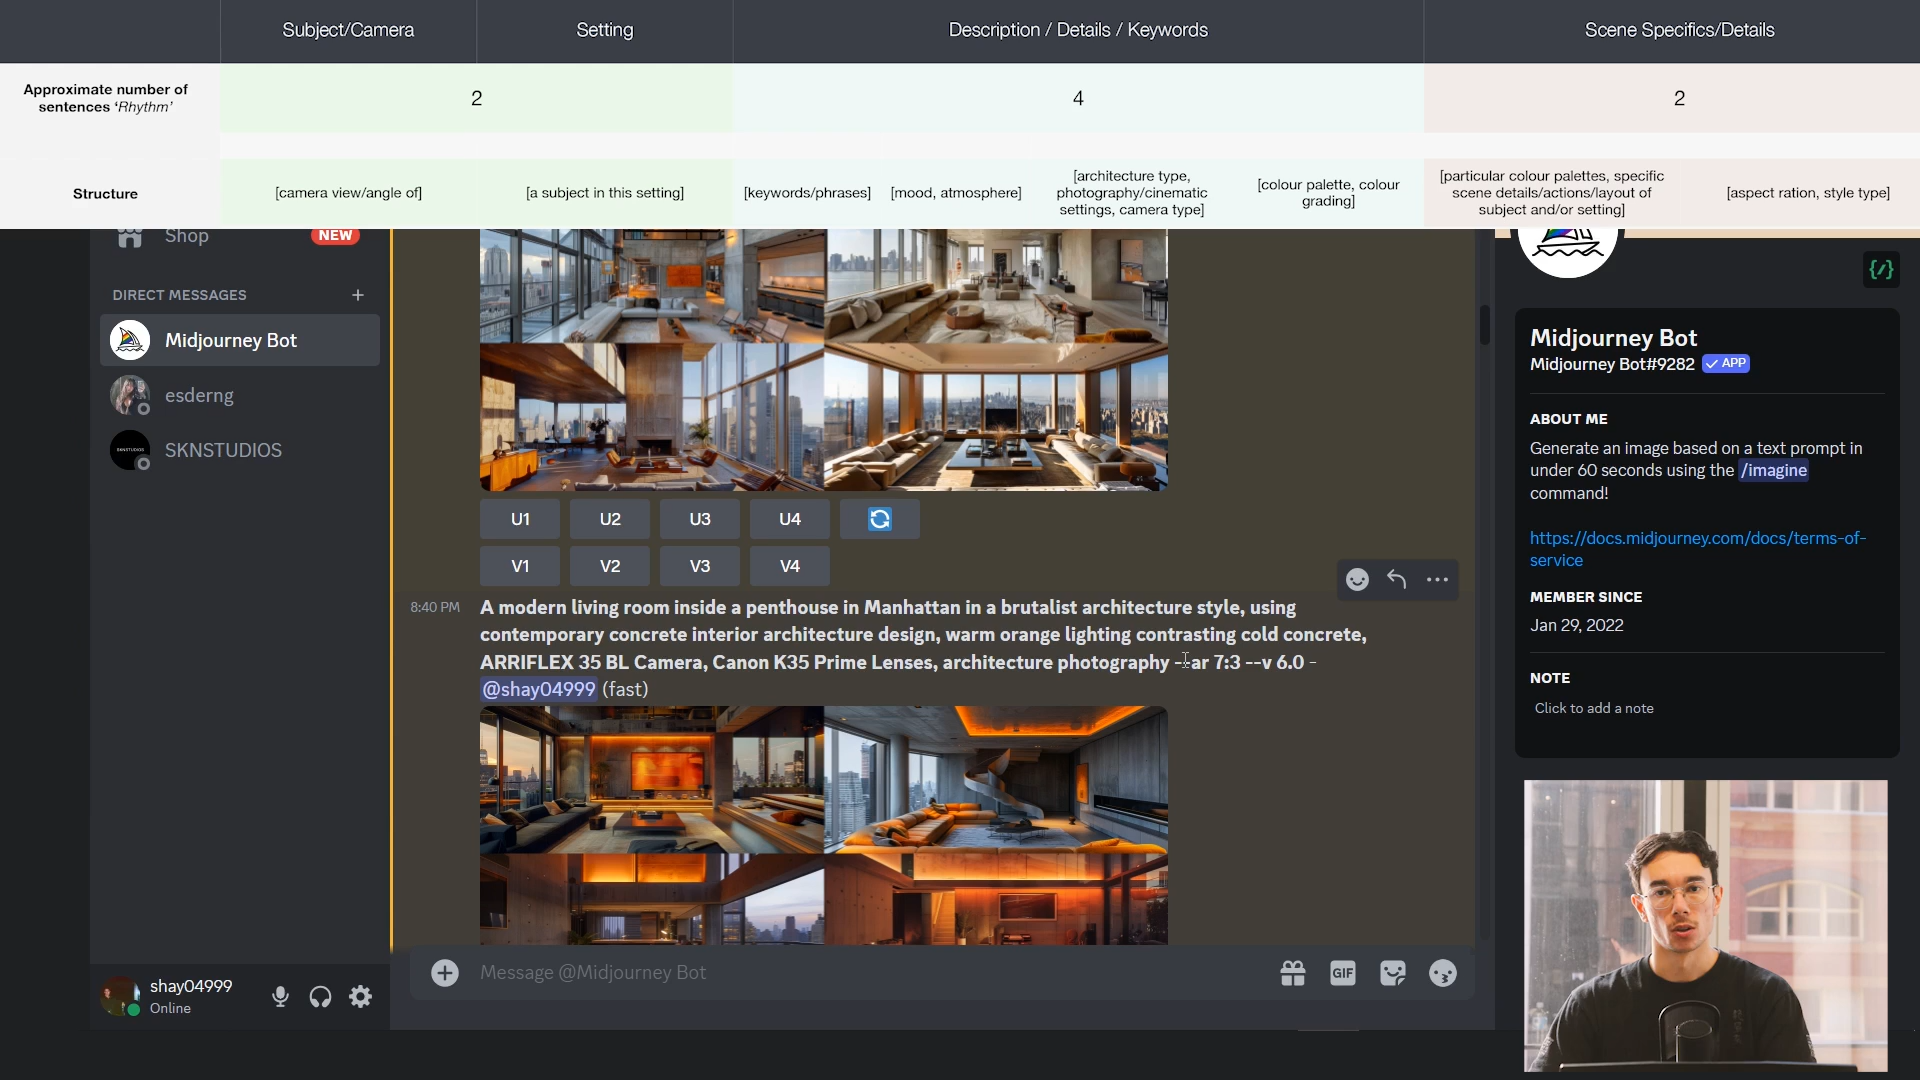 Subject/Camera
Setting
Description / Details / Keywords
Scene Specifics/Details
Approximate number of
sentences ‘Rhythm’
2
4
2
Structure
[camera view/angle of]
[a subject in this setting]
[keywords/phrases]
[mood, atmosphere]
[architecture type,
photography/cinematic
settings, camera type]
[colour palette, colour
grading]
[particular colour palettes, specific
scene details/actions/layout of
subject and/or setting]
[aspect ration, style type]
Shop
NEW
DIRECT MESSAGES
Midjourney Bot
esderng
SKNSTUDIOS
shay04999
Online
U1
U2
U3
U4
V1
V2
V3
V4
8:40 PM
A modern living room inside a penthouse in Manhattan in a brutalist architecture style, using
contemporary concrete interior architecture design, warm orange lighting contrasting cold concrete,
ARRIFLEX 35 BL Camera, Canon K35 Prime Lenses, architecture photography --ar 7:3 --v 6.0 -
@shay04999 (fast)
Message @Midjourney Bot
GIF
Midjourney Bot
Midjourney Bot#9282
APP
ABOUT ME
Generate an image based on a text prompt in
under 60 seconds using the /imagine
command!
https://docs.midjourney.com/docs/terms-of-
service
MEMBER SINCE
Jan 29, 2022
NOTE
Click to add a note